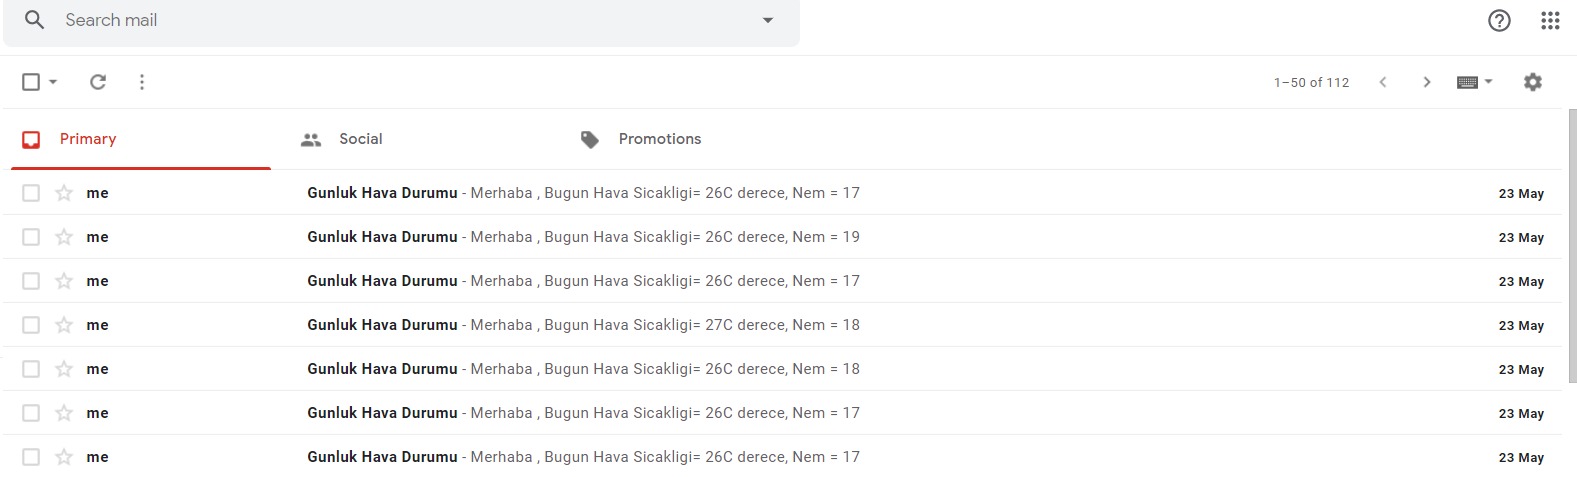 Search mail
1–50 of 112
Primary Social Promotions
me Gunluk Hava Durumu - Merhaba , Bugun Hava Sicakligi= 26C derece, Nem = 17 23 May
me Gunluk Hava Durumu - Merhaba , Bugun Hava Sicakligi= 26C derece, Nem = 19 23 May
me Gunluk Hava Durumu - Merhaba , Bugun Hava Sicakligi= 26C derece, Nem = 17 23 May
me Gunluk Hava Durumu - Merhaba , Bugun Hava Sicakligi= 27C derece, Nem = 18 23 May
me Gunluk Hava Durumu - Merhaba , Bugun Hava Sicakligi= 26C derece, Nem = 18 23 May
me Gunluk Hava Durumu - Merhaba , Bugun Hava Sicakligi= 26C derece, Nem = 17 23 May
me Gunluk Hava Durumu - Merhaba , Bugun Hava Sicakligi= 26C derece, Nem = 17 23 May